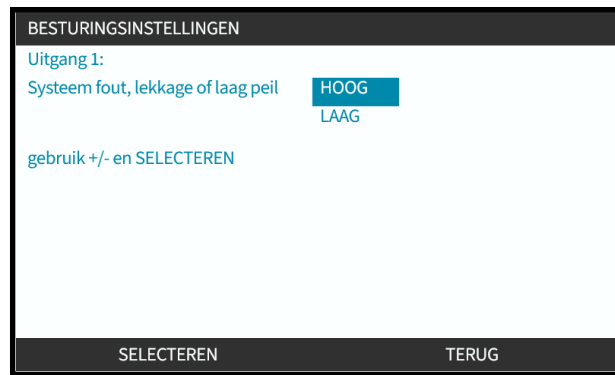 BESTURINGSINSTELLINGEN
Uitgang 1:
Systeem fout, lekkage of laag peil HOOG
LAAG
gebruik +/- en SELECTEREN
SELECTEREN TERUG